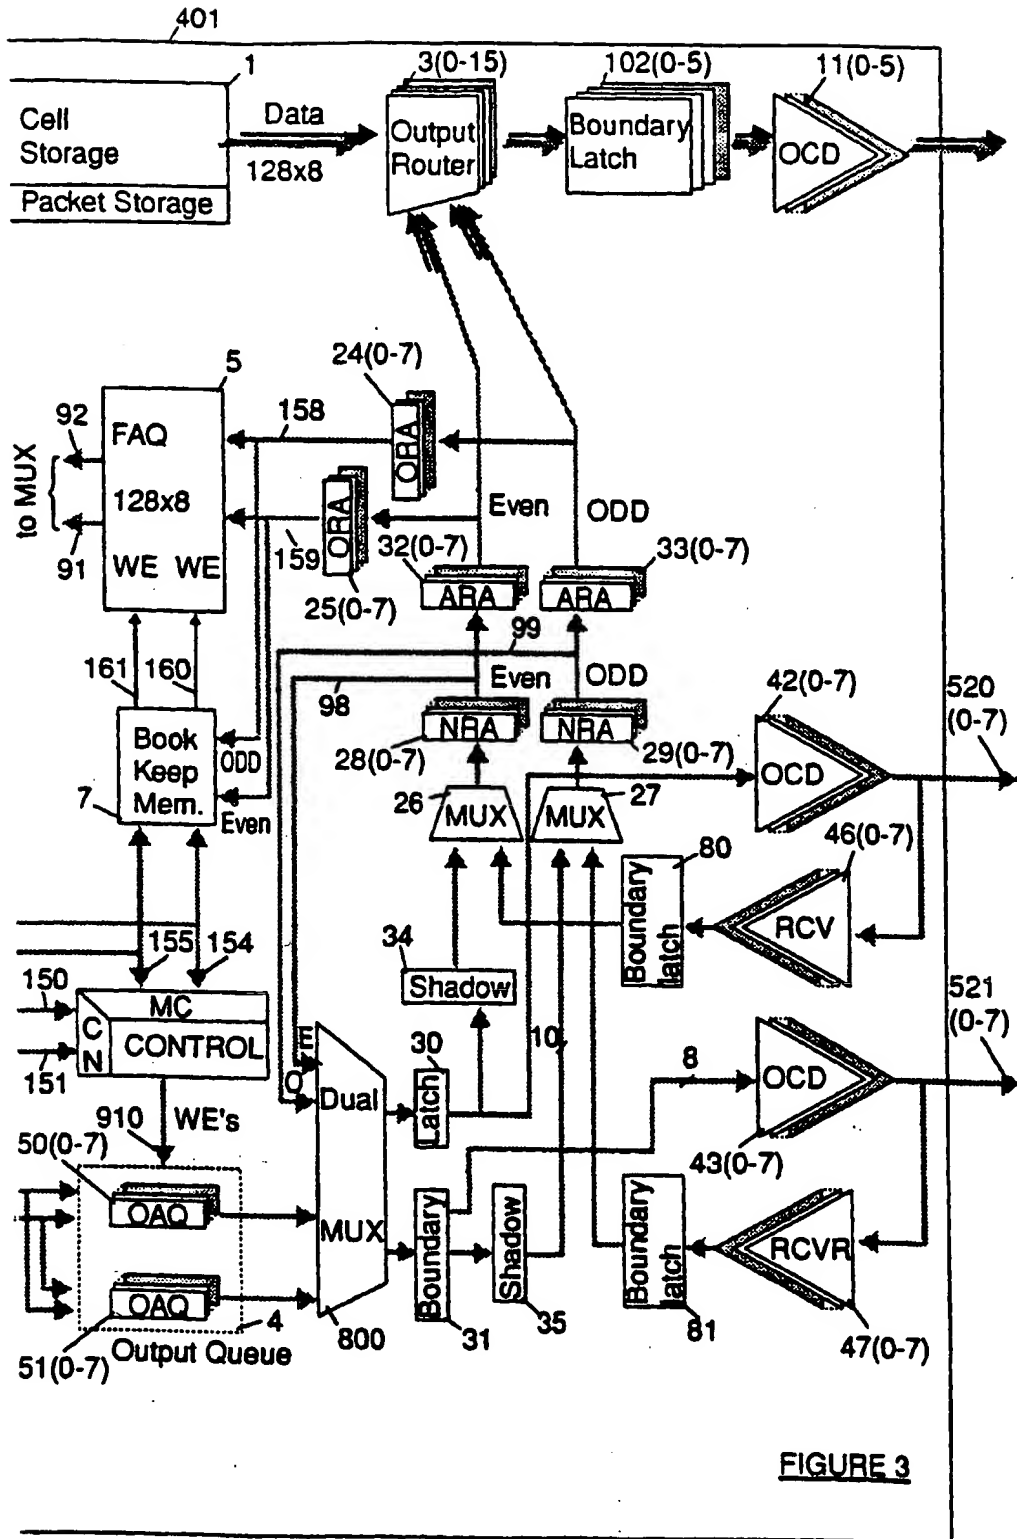 401
1
3(0-15)
102(0-5)
11(0-5)
Cell
Storage
Packet Storage
Data
128x8
Output
Router
Boundary
Latch
OCD
5
24(0-7)
92
158
FAQ
ORA
to MUX
128x8
ORA
Even
ODD
91
WE WE
159
32(0-7)
33(0-7)
25(0-7)
ARA
ARA
99
161
160
98
Even
ODD
42(0-7)
520
(0-7)
Book
Keep
Mem.
ODD
NRA
NRA
28(0-7)
29(0-7)
OCD
7
Even
26
27
MUX
MUX
80
46(0-7)
Boundary
latch
RCV
155
154
34
Shadow
150
MC
C
N
CONTROL
151
521
(0-7)
E
O
30
10
8
OCD
Dual
Latch
910
WE's
50(0-7)
43(0-7)
OAQ
MUX
Boundary
Shadow
Boundary
latch
RCVR
OAQ
4
800
31
35
81
47(0-7)
Output Queue
51(0-7)
FIGURE 3